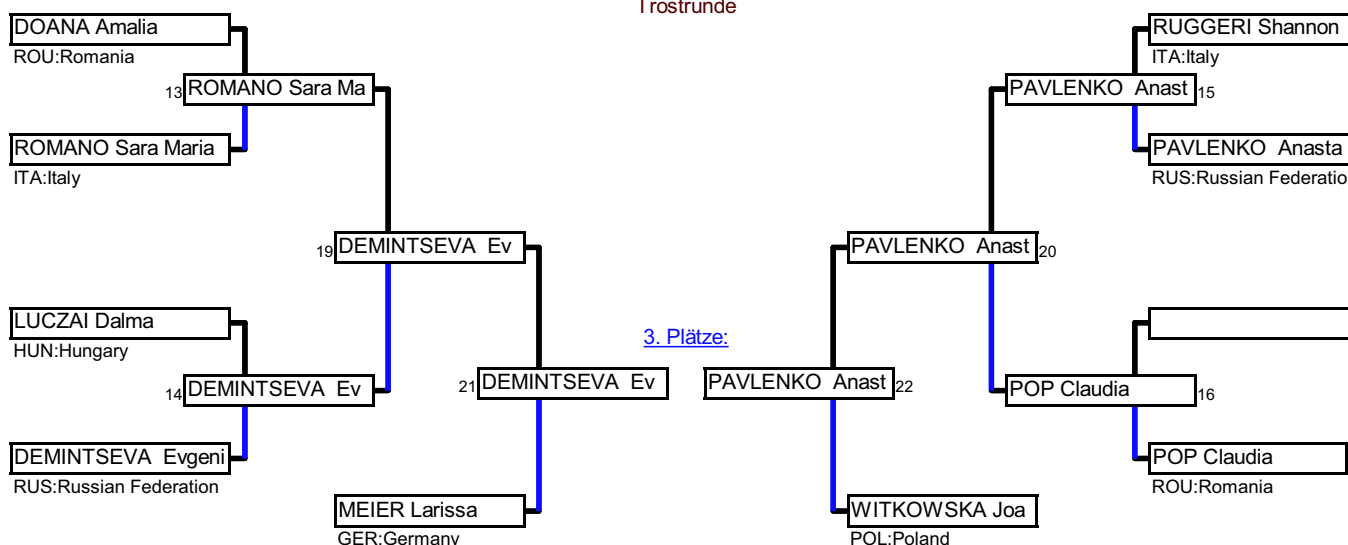 Trostrunde
DOANA Amalia
ROU:Romania
RUGGERI Shannon
ITA:Italy
13 ROMANO Sara Ma
PAVLENKO Anast 15
ROMANO Sara Maria
ITA:Italy
PAVLENKO Anasta
RUS:Russian Federatio
19 DEMINTSEVA Ev
PAVLENKO Anast 20
LUCZAI Dalma
HUN:Hungary
3. Plätze:
14 DEMINTSEVA Ev
21 DEMINTSEVA Ev
PAVLENKO Anast 22
POP Claudia 16
DEMINTSEVA Evgeni
RUS:Russian Federation
POP Claudia
ROU:Romania
MEIER Larissa
GER:Germany
WITKOWSKA Joa
POL:Poland